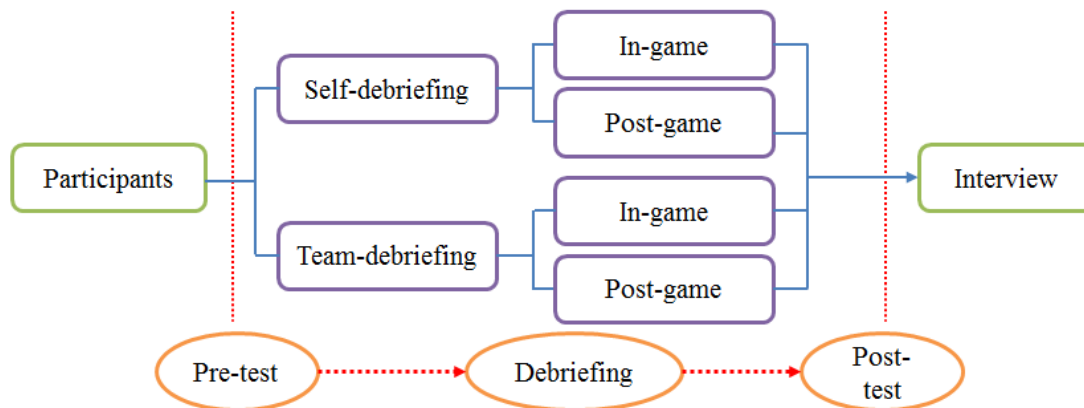 In-game
Self-debriefing
Post-game
Participants
Interview
In-game
Team-debriefing
Post-game
Pre-test
Debriefing
Post-
test